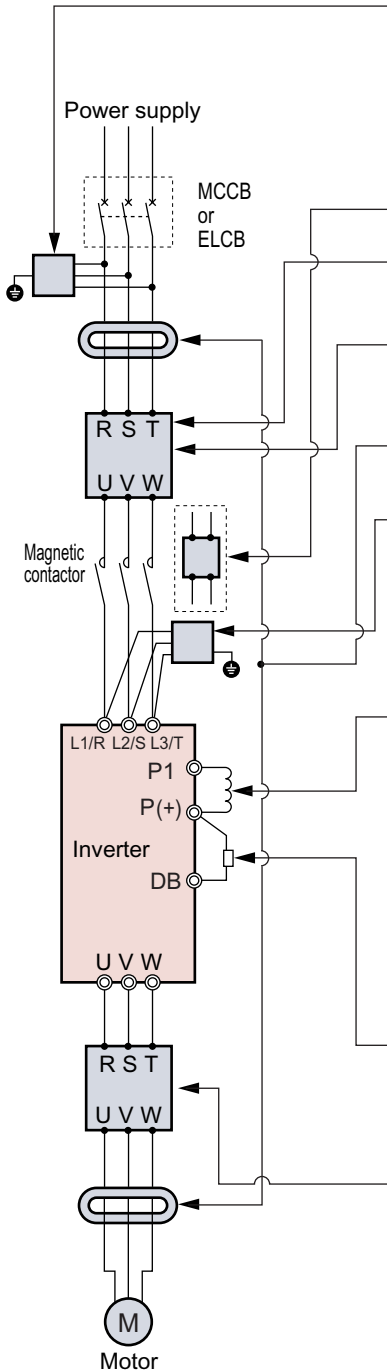 Power supply
MCCB
or
ELCB
R S T
U V W
Magnetic
contactor
L1/R L2/S L3/T
P1
P(+)
Inverter
DB
U V W
R S T
U V W
M
Motor